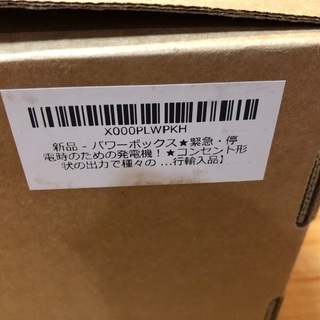 X000PLWPKH
新品 - パワーボックス★緊急・停
電時のための発電機！★コンセント形
状の出力で種々の ...行輸入品】